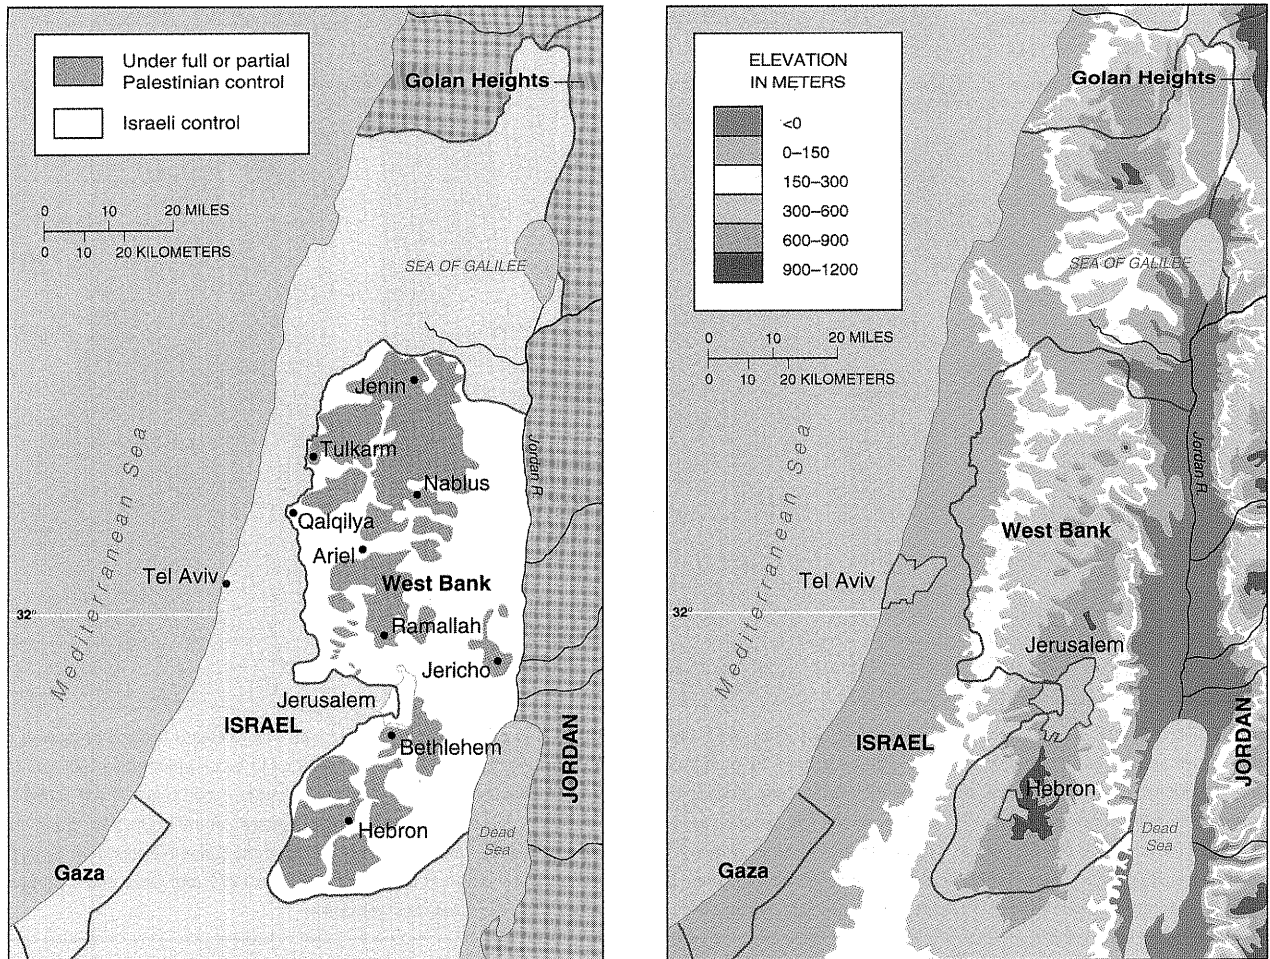 Under full or partial
Palestinian control
Israeli control
0 10 20 MILES
0 10 20 KILOMETERS
Golan Heights
SEA OF GALILEE
Jenin
Tulkarm
Nablus
Qalqilya
Ariel
Tel Aviv
West Bank
32°
Ramallah
Jericho
Jerusalem
ISRAEL
Bethlehem
Hebron
Gaza
Dead
Sea
Jordan R.
JORDAN
Mediterranean Sea
ELEVATION
IN METERS
<0
0–150
150–300
300–600
600–900
900–1200
0 10 20 MILES
0 10 20 KILOMETERS
Golan Heights
SEA OF GALILEE
Jordan R.
West Bank
Tel Aviv
32°
Jerusalem
ISRAEL
Hebron
Gaza
Dead
Sea
JORDAN
Mediterranean Sea